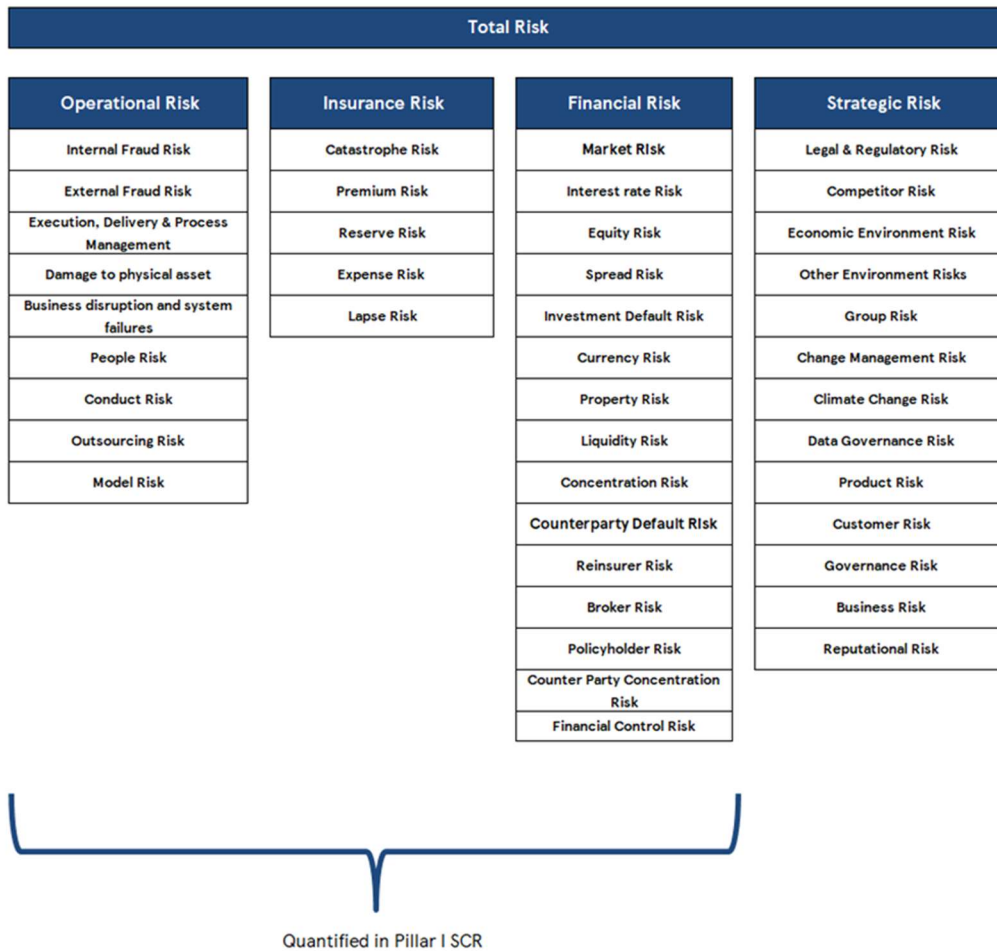 Total Risk
Operational Risk
Internal Fraud Risk
External Fraud Risk
Execution, Delivery & Process
Management
Damage to physical asset
Business disruption and system
failures
People Risk
Conduct Risk
Outsourcing Risk
Model Risk
Insurance Risk
Catastrophe Risk
Premium Risk
Reserve Risk
Expense Risk
Lapse Risk
Financial Risk
Market RIsk
Interest rate Risk
Equity Risk
Spread Risk
Investment Default Risk
Currency Risk
Property Risk
Liquidity Risk
Concentration Risk
Counterparty Default RIsk
Reinsurer Risk
Broker Risk
Policyholder Risk
Counter Party Concentration
Risk
Financial Control Risk
Strategic Risk
Legal & Regulatory Risk
Competitor Risk
Economic Environment Risk
Other Environment Risks
Group Risk
Change Management Risk
Climate Change Risk
Data Governance Risk
Product Risk
Customer Risk
Governance Risk
Business Risk
Reputational Risk
Quantified in Pillar I SCR